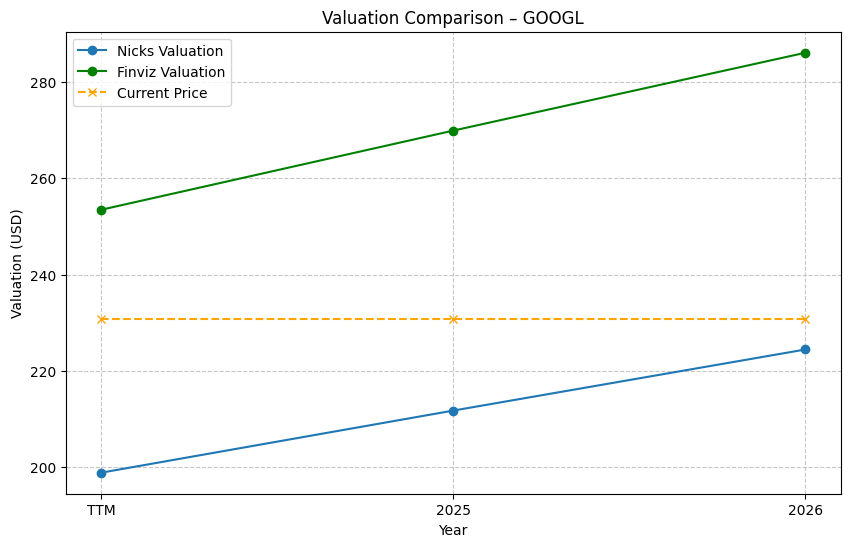 Valuation Comparison – GOOGL
Nicks Valuation
Finviz Valuation
Current Price
Valuation (USD)
280
260
240
220
200
TTM
2025
2026
Year